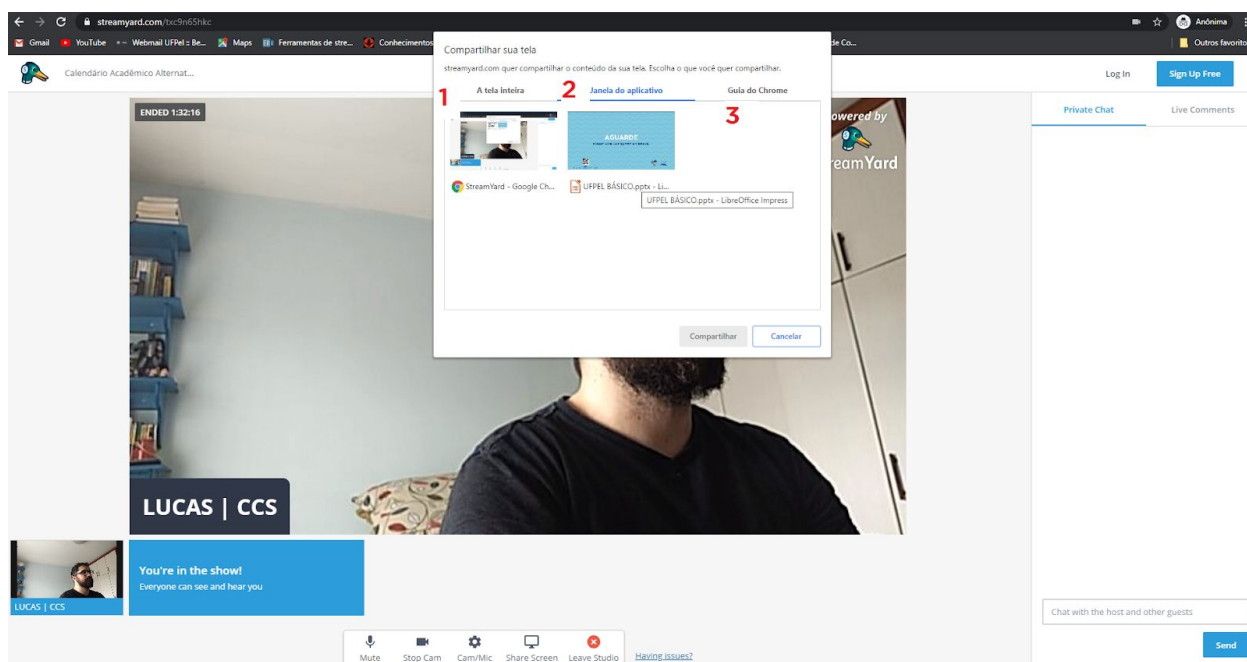 streamyard.com/txc9n65hkc
Anônima
Gmail
YouTube
Webmail UFPel :: Be...
Maps
Ferramentas de stre...
Conhecimentos
de Co...
Outros favorito
Calendário Acadêmico Alternat...
Log In
Sign Up Free
Compartilhar sua tela
streamyard.com quer compartilhar o conteúdo da sua tela. Escolha o que você quer compartilhar.
1
A tela inteira
2
Janela do aplicativo
Guia do Chrome
3
AGUARDE
StreamYard - Google Ch...
UFPEL BÁSICO.pptx - Li...
UFPEL BÁSICO.pptx - LibreOffice Impress
Compartilhar
Cancelar
ENDED 1:32:16
owered by
eamYard
Private Chat
Live Comments
LUCAS | CCS
You're in the show!
Everyone can see and hear you
LUCAS | CCS
Chat with the host and other guests
Send
Mute
Stop Cam
Cam/Mic
Share Screen
Leave Studio
Having issues?